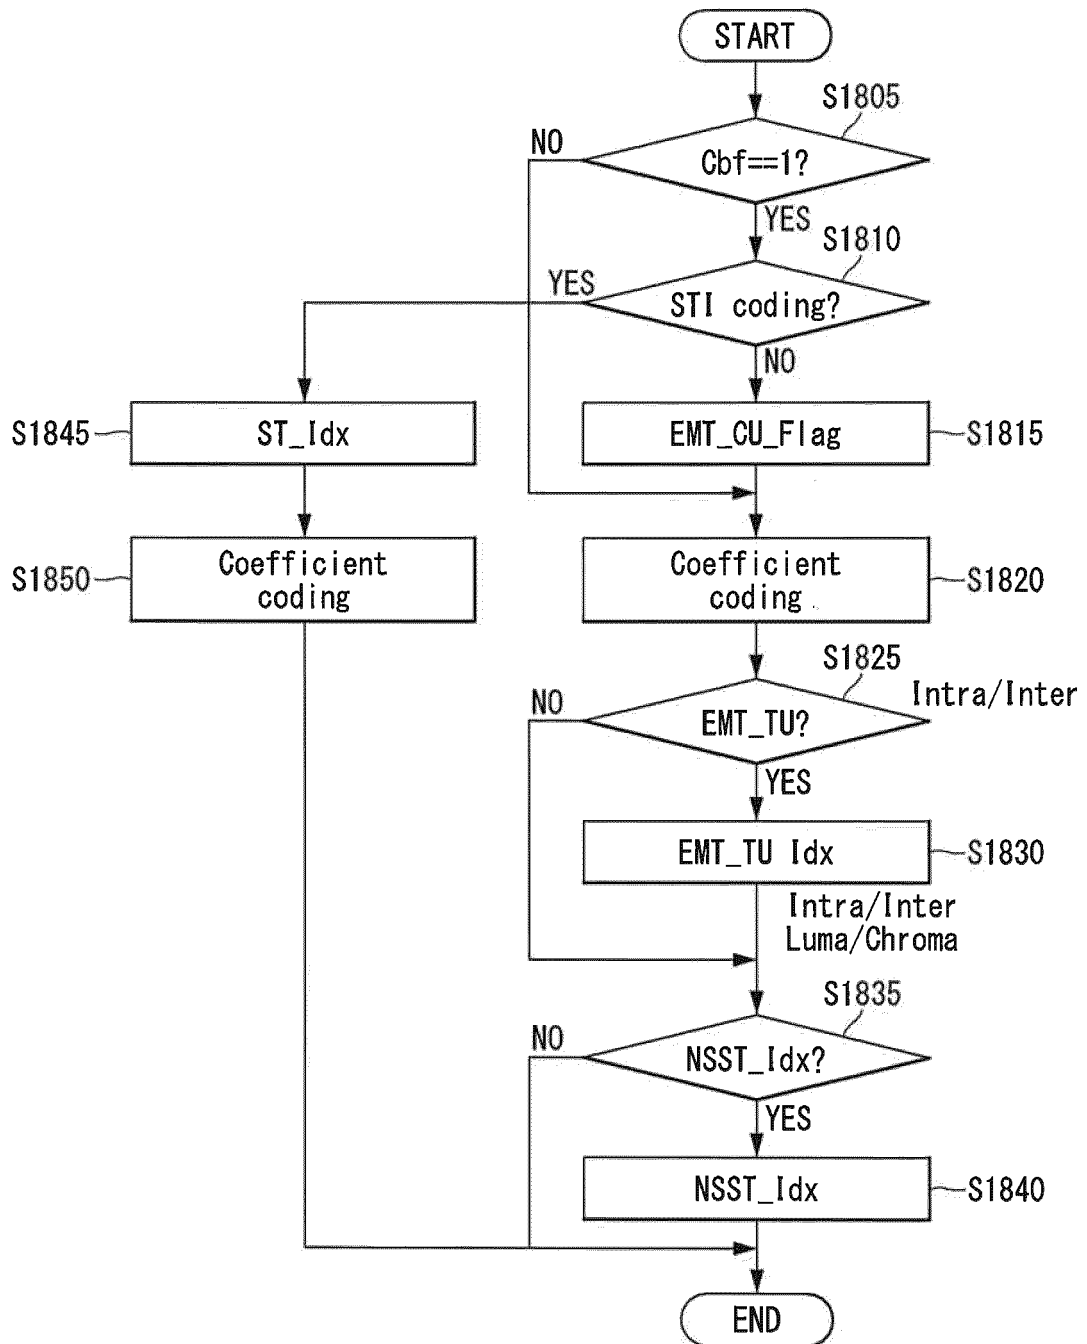 START
S1805
NO
Cbf==1?
YES
S1810
YES
STI coding?
NO
S1845
ST_Idx
EMT_CU_Flag
S1815
S1850
Coefficient
coding
Coefficient
coding
S1820
S1825
NO
Intra/Inter
EMT_TU?
YES
EMT_TU Idx
S1830
Intra/Inter
Luma/Chroma
S1835
NO
NSST_Idx?
YES
NSST_Idx
S1840
END